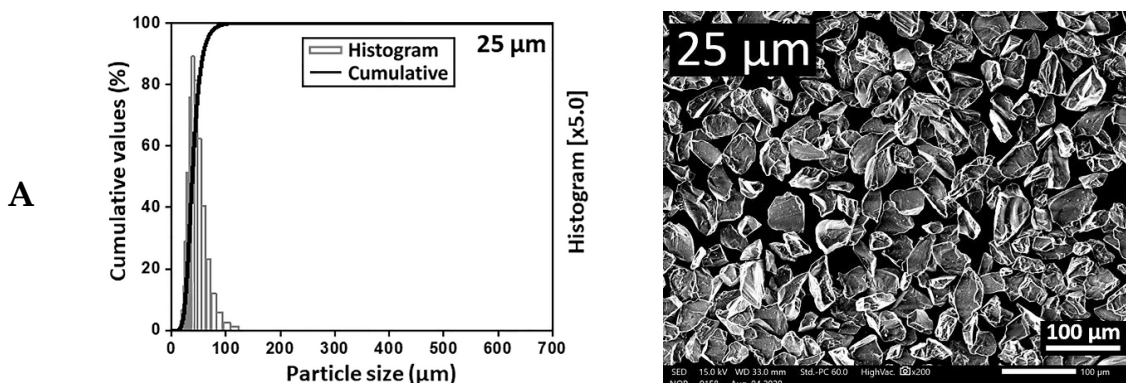 A
100
80
60
40
20
0
Cumulative values (%)
25 µm
Histogram
Cumulative
Histogram [x5.0]
0 100 200 300 400 500 600 700
Particle size (µm)
25 µm
100 µm
SED 15.0 kV WD 33.0 mm Std.-PC 60.0 HighVac. x200 100 µm